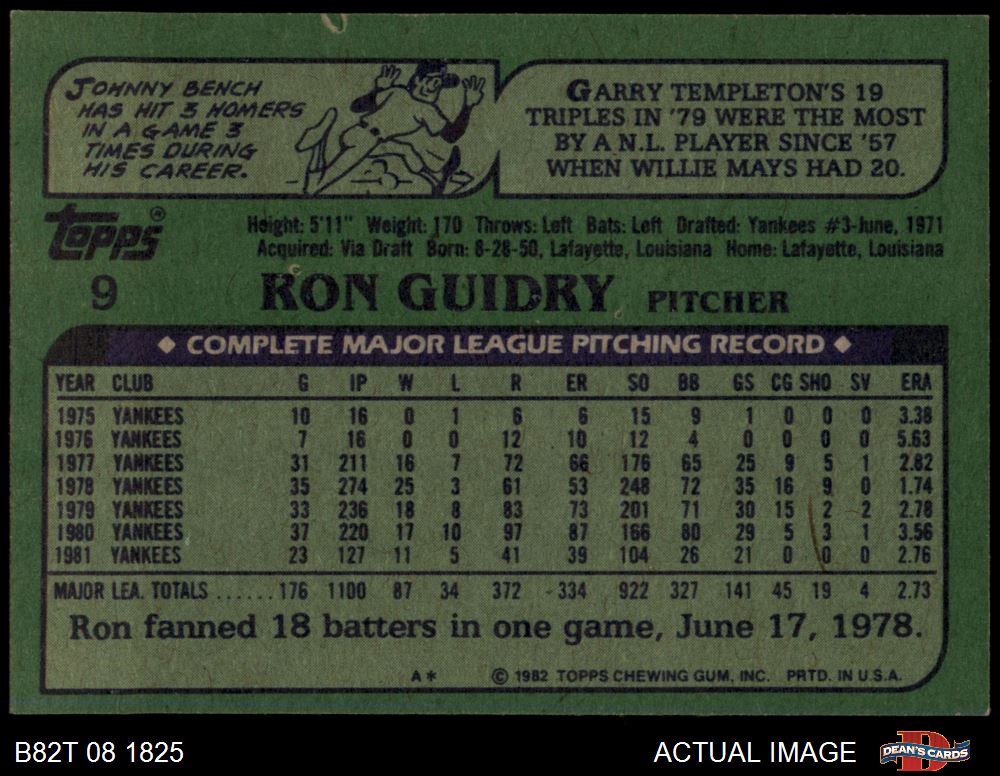 JOHNNY BENCH
HAS HIT 3 HOMERS
IN A GAME 3
TIMES DURING
HIS CAREER.
GARRY TEMPLETON'S 19
TRIPLES IN '79 WERE THE MOST
BY A N.L. PLAYER SINCE '57
WHEN WILLIE MAYS HAD 20.
topps®
Height: 5'11" Weight: 170 Throws: Left Bats: Left Drafted: Yankees #3-June, 1971
Acquired: Via Draft Born: 8-28-50, Lafayette, Louisiana Home: Lafayette, Louisiana
9 RON GUIDRY PITCHER
◆ COMPLETE MAJOR LEAGUE PITCHING RECORD ◆
YEAR CLUB G IP W L R ER SO BB GS CG SHO SV ERA
1975 YANKEES 10 16 0 1 6 6 15 9 1 0 0 0 3.38
1976 YANKEES 7 16 0 0 12 10 12 4 0 0 0 0 5.63
1977 YANKEES 31 211 16 7 72 66 176 65 25 9 5 1 2.82
1978 YANKEES 35 274 25 3 61 53 248 72 35 16 9 0 1.74
1979 YANKEES 33 236 18 8 83 73 201 71 30 15 2 2 2.78
1980 YANKEES 37 220 17 10 97 87 166 80 29 5 3 1 3.56
1981 YANKEES 23 127 11 5 41 39 104 26 21 0 0 0 2.76
MAJOR LEA. TOTALS ...... 176 1100 87 34 372 334 922 327 141 45 19 4 2.73
Ron fanned 18 batters in one game, June 17, 1978.
A* © 1982 TOPPS CHEWING GUM, INC. PRTD. IN U.S.A.
B82T 08 1825
ACTUAL IMAGE
D
DEAN'S CARDS